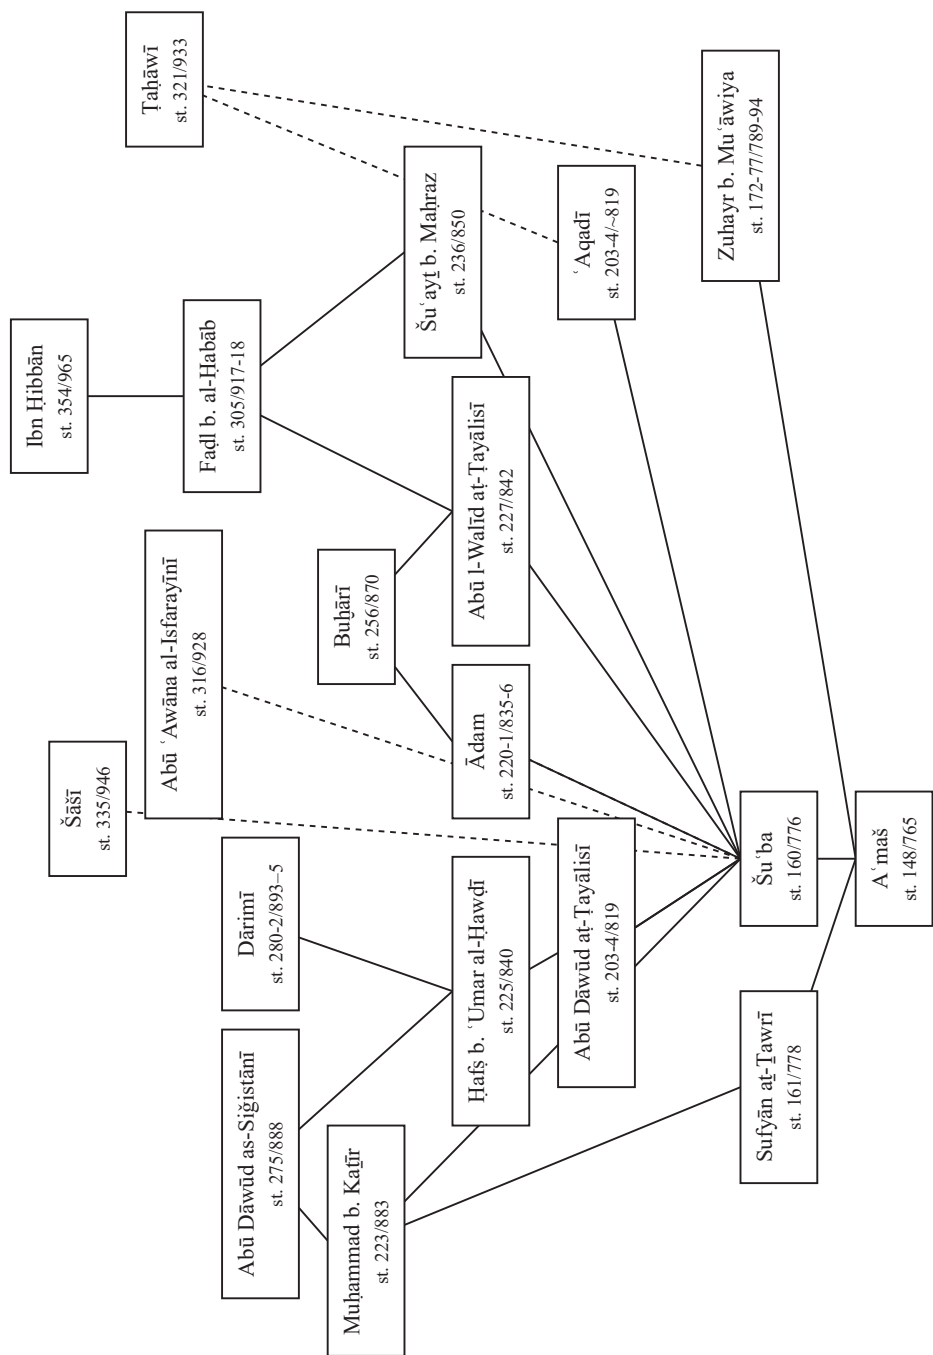 Ibn Ḥibbān
st. 354/965
Šāšī
st. 335/946
Ṭaḥāwī
st. 321/933
Abū ʿAwāna al-Isfarayīnī
st. 316/928
Faḍl b. al-Ḥabāb
st. 305/917-18
Abū Dāwūd as-Siǧistānī
st. 275/888
Dārimī
st. 280-2/893–5
Buḫārī
st. 256/870
Muḥammad b. Kaṯīr
st. 223/883
Šuʿayṯ b. Maḥraz
st. 236/850
Ḥafṣ b. ʿUmar al-Ḥawḍī
st. 225/840
Ādam
st. 220-1/835-6
Abū l-Walīd aṭ-Ṭayālisī
st. 227/842
Abū Dāwūd aṭ-Ṭayālisī
st. 203-4/819
ʿAqadī
st. 203-4/~819
Zuhayr b. Muʿāwiya
st. 172-77/789-94
Sufyān aṯ-Ṯawrī
st. 161/778
Šuʿba
st. 160/776
Aʿmaš
st. 148/765